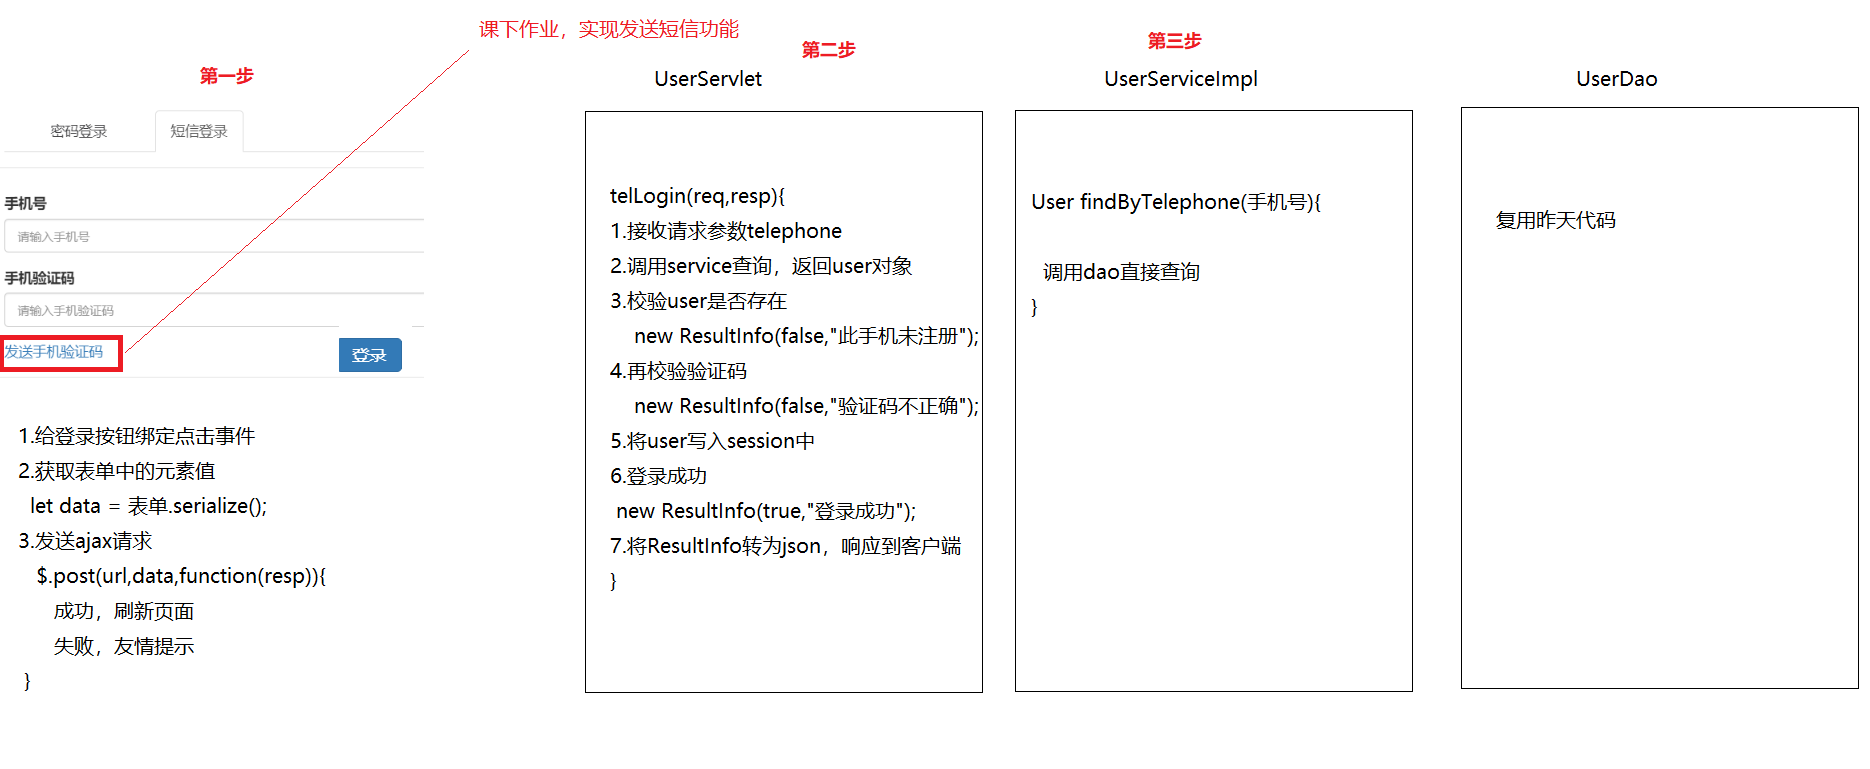 课下作业，实现发送短信功能
第一步
密码登录
短信登录
手机号
请输入手机号
手机验证码
请输入手机验证码
发送手机验证码
登录
1.给登录按钮绑定点击事件
2.获取表单中的元素值
let data = 表单.serialize();
3.发送ajax请求
$.post(url,data,function(resp)){
成功，刷新页面
失败，友情提示
}
第二步
UserServlet
telLogin(req,resp){
1.接收请求参数telephone
2.调用service查询，返回user对象
3.校验user是否存在
new ResultInfo(false,"此手机未注册");
4.再校验验证码
new ResultInfo(false,"验证码不正确");
5.将user写入session中
6.登录成功
new ResultInfo(true,"登录成功");
7.将ResultInfo转为json，响应到客户端
}
第三步
UserServiceImpl
User findByTelephone(手机号){
调用dao直接查询
}
UserDao
复用昨天代码